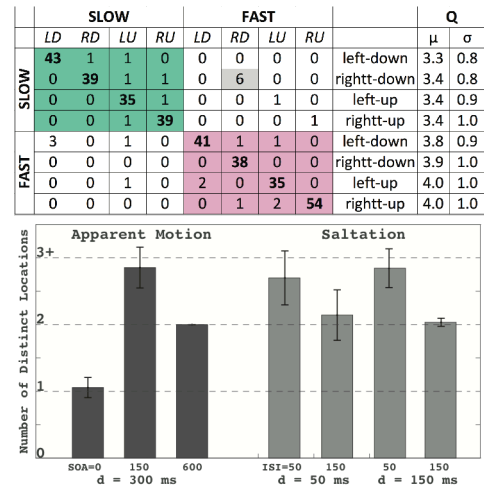 SLOW FAST Q
LD RD LU RU LD RD LU RU μ σ
SLOW
43 1 1 0 0 0 0 0 left-down 3.3 0.8
0 39 1 1 0 6 0 0 rightt-down 3.4 0.8
0 0 35 1 0 0 1 0 left-up 3.4 0.9
0 0 1 39 0 0 0 1 rightt-up 3.4 1.0
FAST
3 0 1 0 41 1 1 0 left-down 3.8 0.9
0 0 0 0 0 38 0 0 rightt-down 3.9 1.0
0 0 1 0 2 0 35 0 left-up 4.0 1.0
0 0 0 0 0 1 2 54 rightt-up 4.0 1.0
Apparent Motion Saltation
Number of Distinct Locations
3+
2
1
0
SOA=0 150 600 ISI=50 150 50 150
d = 300 ms d = 50 ms d = 150 ms